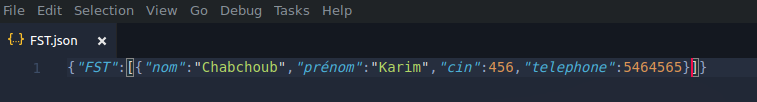 File Edit Selection View Go Debug Tasks Help
{..} FST.json ×
1 {"FST":[{"nom":"Chabchoub","prénom":"Karim","cin":456,"telephone":5464565}]}